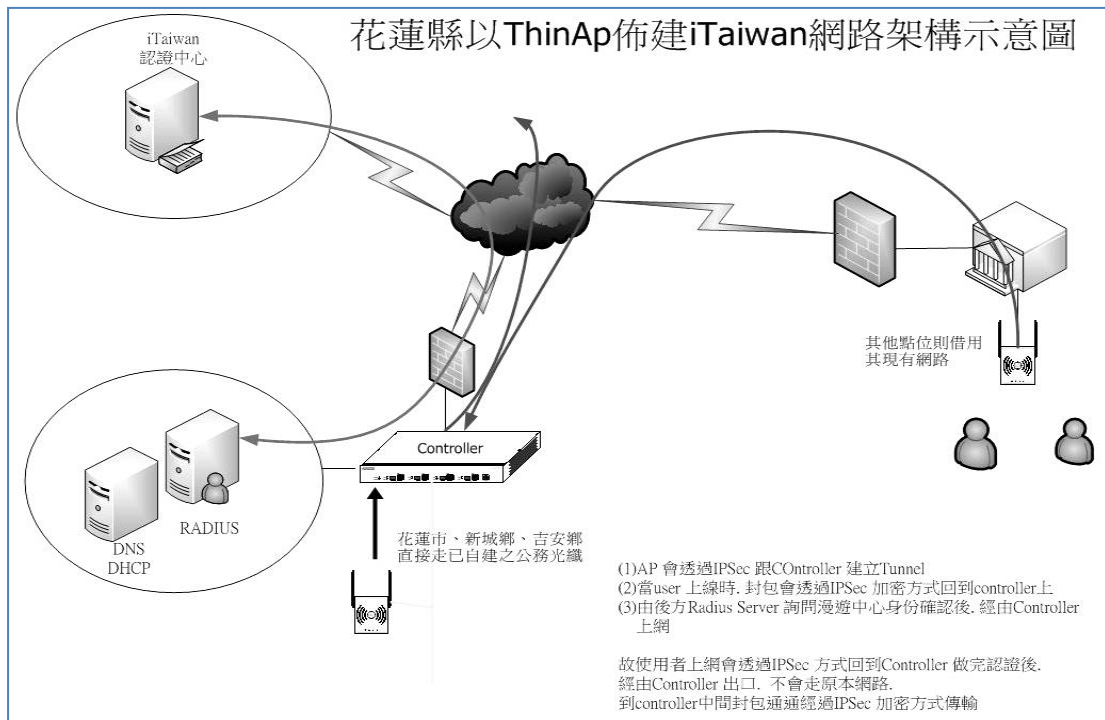 花蓮縣以ThinAp佈建iTaiwan網路架構示意圖
iTaiwan
認證中心
其他點位則借用
其現有網路
Controller
RADIUS
DNS
DHCP
花蓮市、新城鄉、吉安鄉
直接走已自建之公務光纖
(1)AP 會透過IPSec 跟COntroller 建立Tunnel
(2)當user 上線時. 封包會透過IPSec 加密方式回到controller上
(3)由後方Radius Server 詢問漫遊中心身份確認後. 經由Controller
上網
故使用者上網會透過IPSec 方式回到Controller 做完認證後.
經由Controller 出口. 不會走原本網路.
到controller中間封包通通經過IPSec 加密方式傳輸